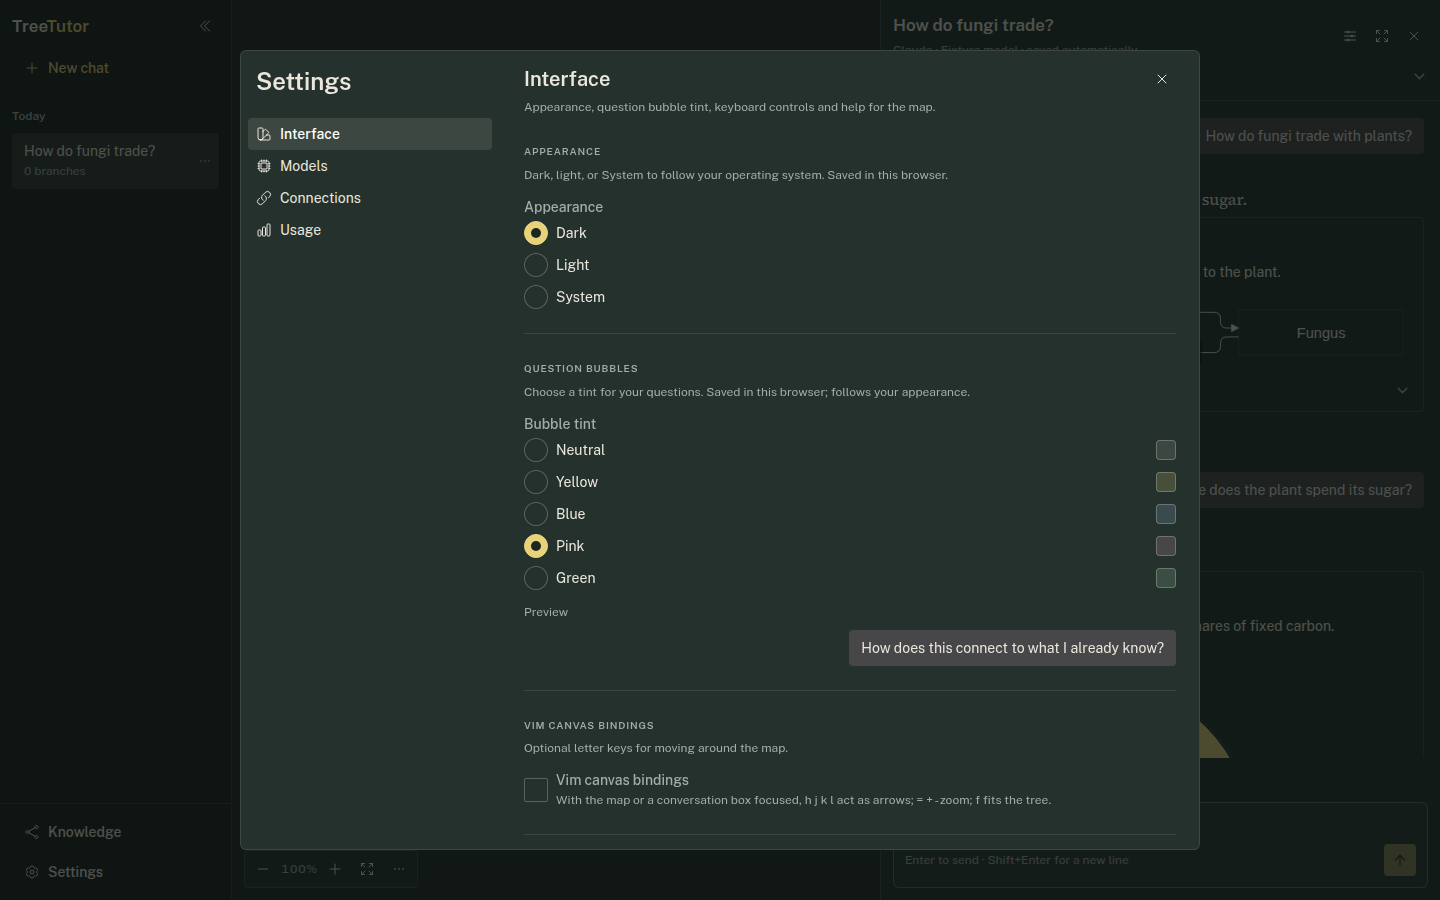 TreeTutor
New chat
Today
How do fungi trade?
0 branches
Knowledge
Settings
Settings
Interface
Models
Connections
Usage
Interface
Appearance, question bubble tint, keyboard controls and help for the map.
APPEARANCE
Dark, light, or System to follow your operating system. Saved in this browser.
Appearance
Dark
Light
System
QUESTION BUBBLES
Choose a tint for your questions. Saved in this browser; follows your appearance.
Bubble tint
Neutral
Yellow
Blue
Pink
Green
Preview
How does this connect to what I already know?
VIM CANVAS BINDINGS
Optional letter keys for moving around the map.
Vim canvas bindings
With the map or a conversation box focused, h j k l act as arrows; = + - zoom; f fits the tree.
100%
How do fungi trade?
How do fungi trade with plants?
sugar.
to the plant.
Fungus
does the plant spend its sugar?
of fixed carbon.
Enter to send · Shift+Enter for a new line